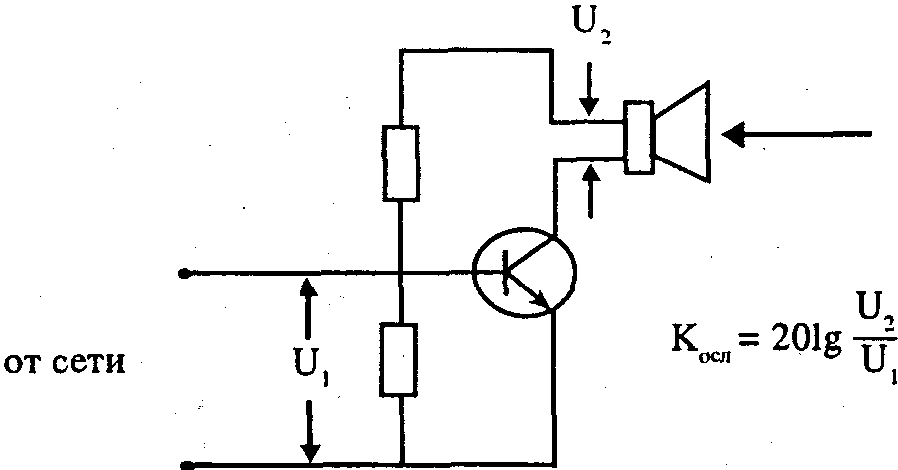 U₂
от сети
U₁
Kосл = 20lg U₂/U₁